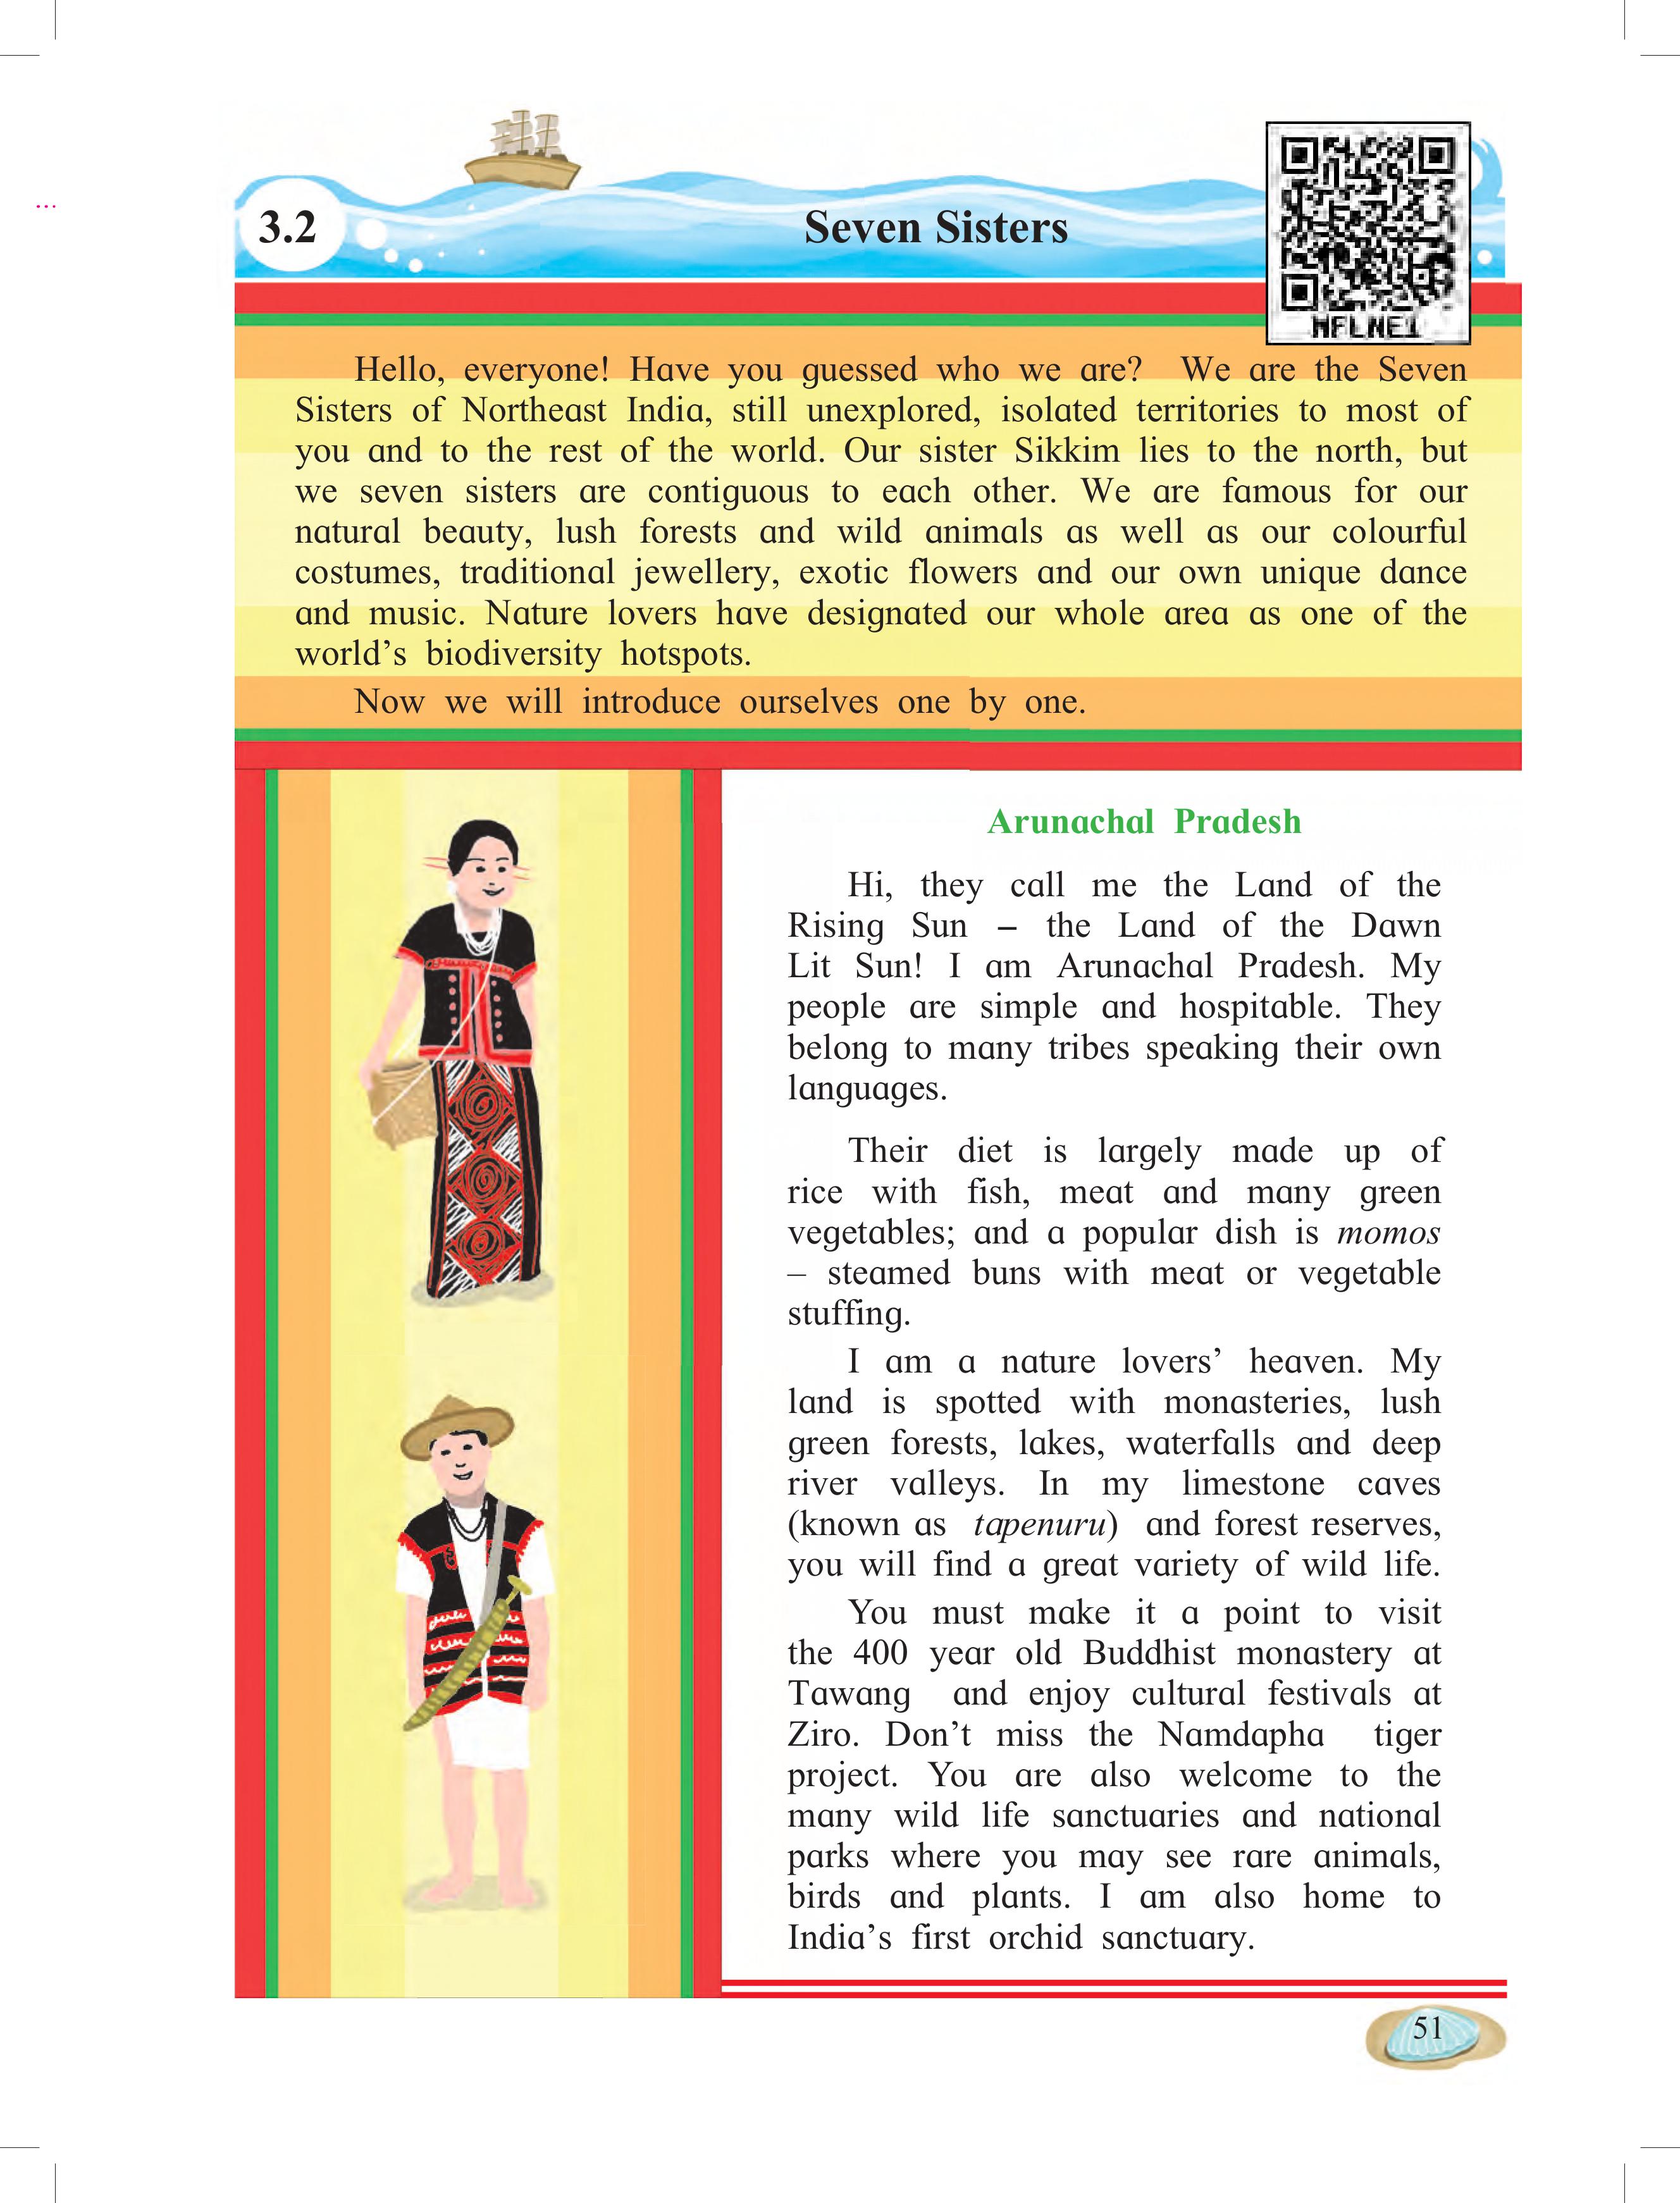 3.2
Seven Sisters
Hello, everyone! Have you guessed who we are? We are the Seven
Sisters of Northeast India, still unexplored, isolated territories to most of
you and to the rest of the world. Our sister Sikkim lies to the north, but
we seven sisters are contiguous to each other. We are famous for our
natural beauty, lush forests and wild animals as well as our colourful
costumes, traditional jewellery, exotic flowers and our own unique dance
and music. Nature lovers have designated our whole area as one of the
world’s biodiversity hotspots.
Now we will introduce ourselves one by one.
Arunachal Pradesh
Hi, they call me the Land of the
Rising Sun – the Land of the Dawn
Lit Sun! I am Arunachal Pradesh. My
people are simple and hospitable. They
belong to many tribes speaking their own
languages.
Their diet is largely made up of
rice with fish, meat and many green
vegetables; and a popular dish is momos
– steamed buns with meat or vegetable
stuffing.
I am a nature lovers’ heaven. My
land is spotted with monasteries, lush
green forests, lakes, waterfalls and deep
river valleys. In my limestone caves
(known as tapenuru) and forest reserves,
you will find a great variety of wild life.
You must make it a point to visit
the 400 year old Buddhist monastery at
Tawang and enjoy cultural festivals at
Ziro. Don’t miss the Namdapha tiger
project. You are also welcome to the
many wild life sanctuaries and national
parks where you may see rare animals,
birds and plants. I am also home to
India’s first orchid sanctuary.
51